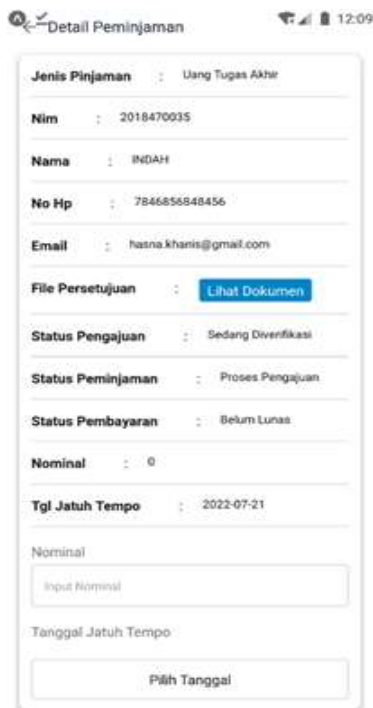 Detail Peminjaman
12:09
Jenis Pinjaman : Uang Tugas Akhir
Nim : 2018470035
Nama : INDAH
No Hp : 7846856848456
Email : hasna.khanis@gmail.com
File Persetujuan : Lihat Dokumen
Status Pengajuan : Sedang Diverifikasi
Status Peminjaman : Proses Pengajuan
Status Pembayaran : Belum Lunas
Nominal : 0
Tgl Jatuh Tempo : 2022-07-21
Nominal
Input Nominal
Tanggal Jatuh Tempo
Pilih Tanggal